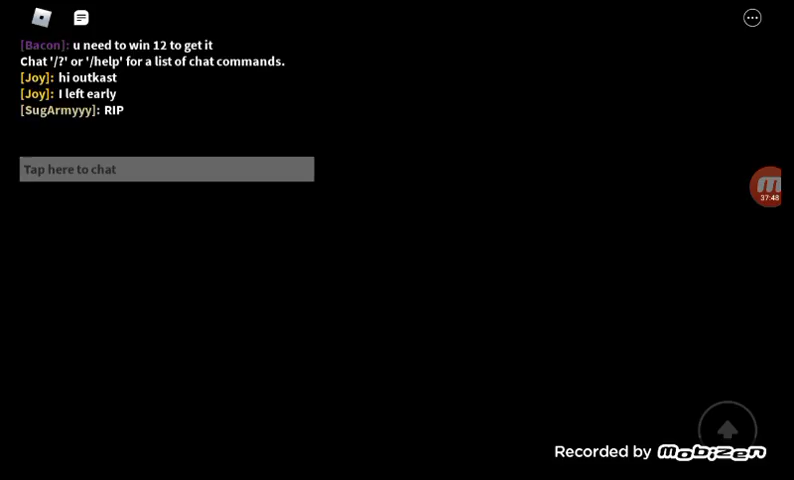 [Bacon]: u need to win 12 to get it
Chat '/?' or '/help' for a list of chat commands.
[Joy]: hi outkast
[Joy]: I left early
[SugArmyyy]: RIP
Tap here to chat
37:48
Recorded by mobizen